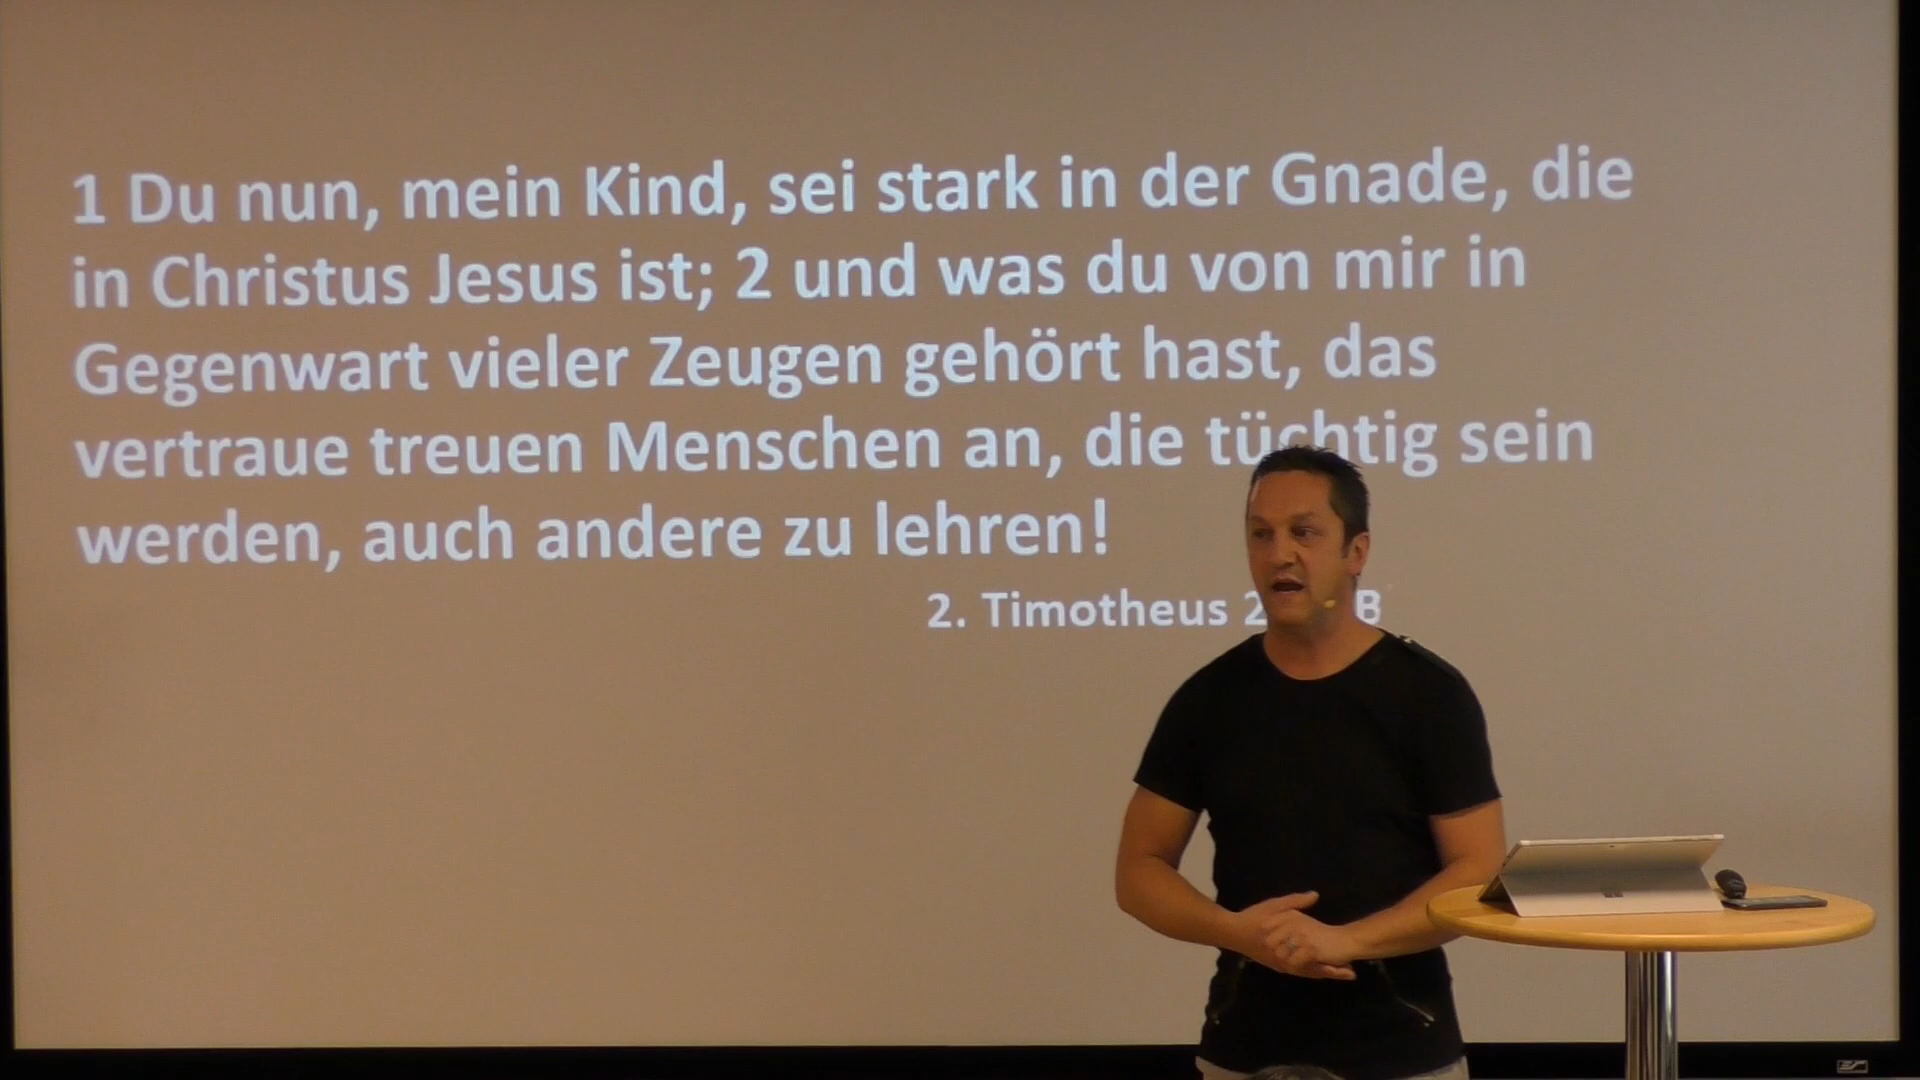 1 Du nun, mein Kind, sei stark in der Gnade, die
in Christus Jesus ist; 2 und was du von mir in
Gegenwart vieler Zeugen gehört hast, das
vertraue treuen Menschen an, die tüchtig sein
werden, auch andere zu lehren!
2. Timotheus 2